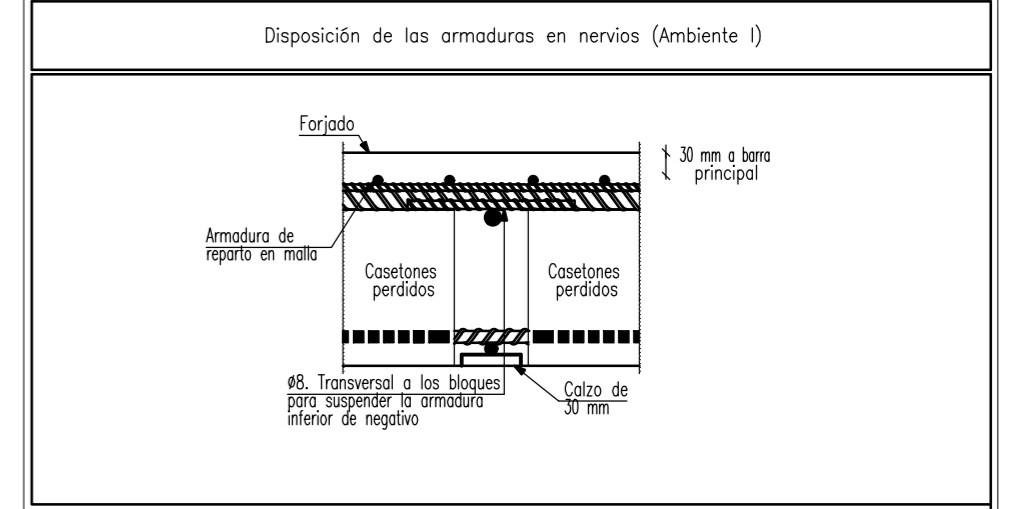 Disposición de las armaduras en nervios (Ambiente I)
Forjado
30 mm a barra
principal
Armadura de
reparto en malla
Casetones
perdidos
Casetones
perdidos
ø8. Transversal a los bloques
para suspender la armadura
inferior de negativo
Calzo de
30 mm